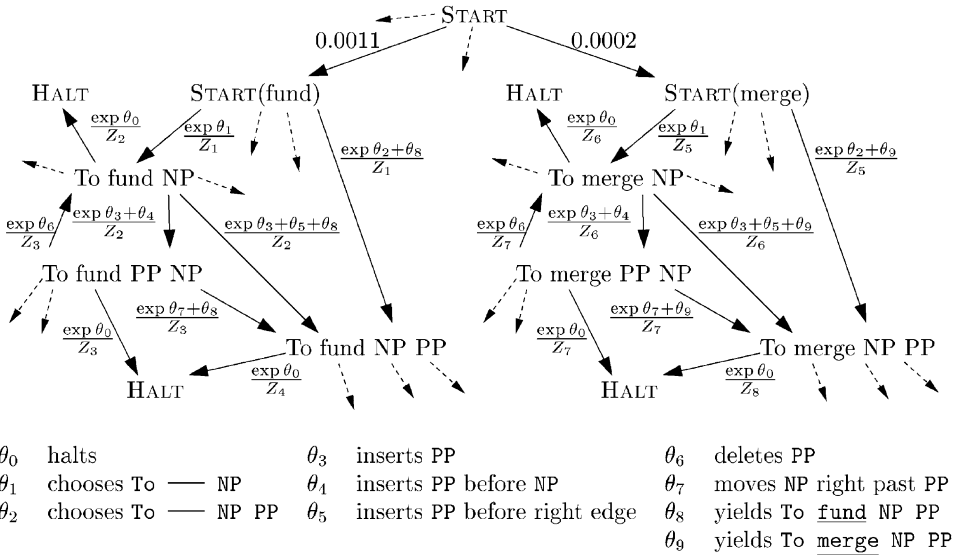 START
0.0011 0.0002
HALT START(fund) HALT START(merge)
exp θ0/Z2 exp θ1/Z1 exp θ2+θ8/Z1 exp θ0/Z6 exp θ1/Z5 exp θ2+θ9/Z5
To fund NP To merge NP
exp θ6/Z3 exp θ3+θ4/Z2 exp θ3+θ5+θ8/Z2 exp θ6/Z7 exp θ3+θ4/Z6 exp θ3+θ5+θ9/Z6
To fund PP NP To merge PP NP
exp θ0/Z3 exp θ7+θ8/Z3 exp θ0/Z7 exp θ7+θ9/Z7
To fund NP PP To merge NP PP
HALT exp θ0/Z4 HALT exp θ0/Z8
θ0 halts θ3 inserts PP θ6 deletes PP
θ1 chooses To — NP θ4 inserts PP before NP θ7 moves NP right past PP
θ2 chooses To — NP PP θ5 inserts PP before right edge θ8 yields To fund NP PP
θ9 yields To merge NP PP